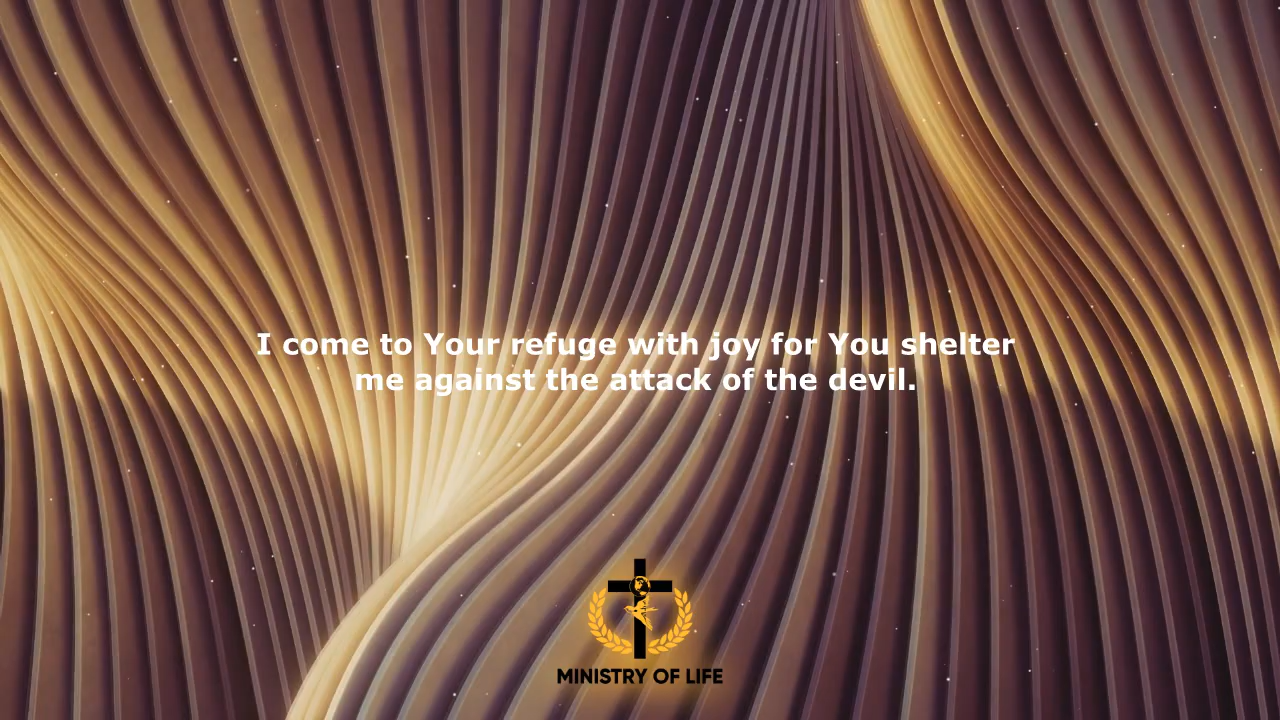 I come to Your refuge with joy for You shelter
me against the attack of the devil.
MINISTRY OF LIFE